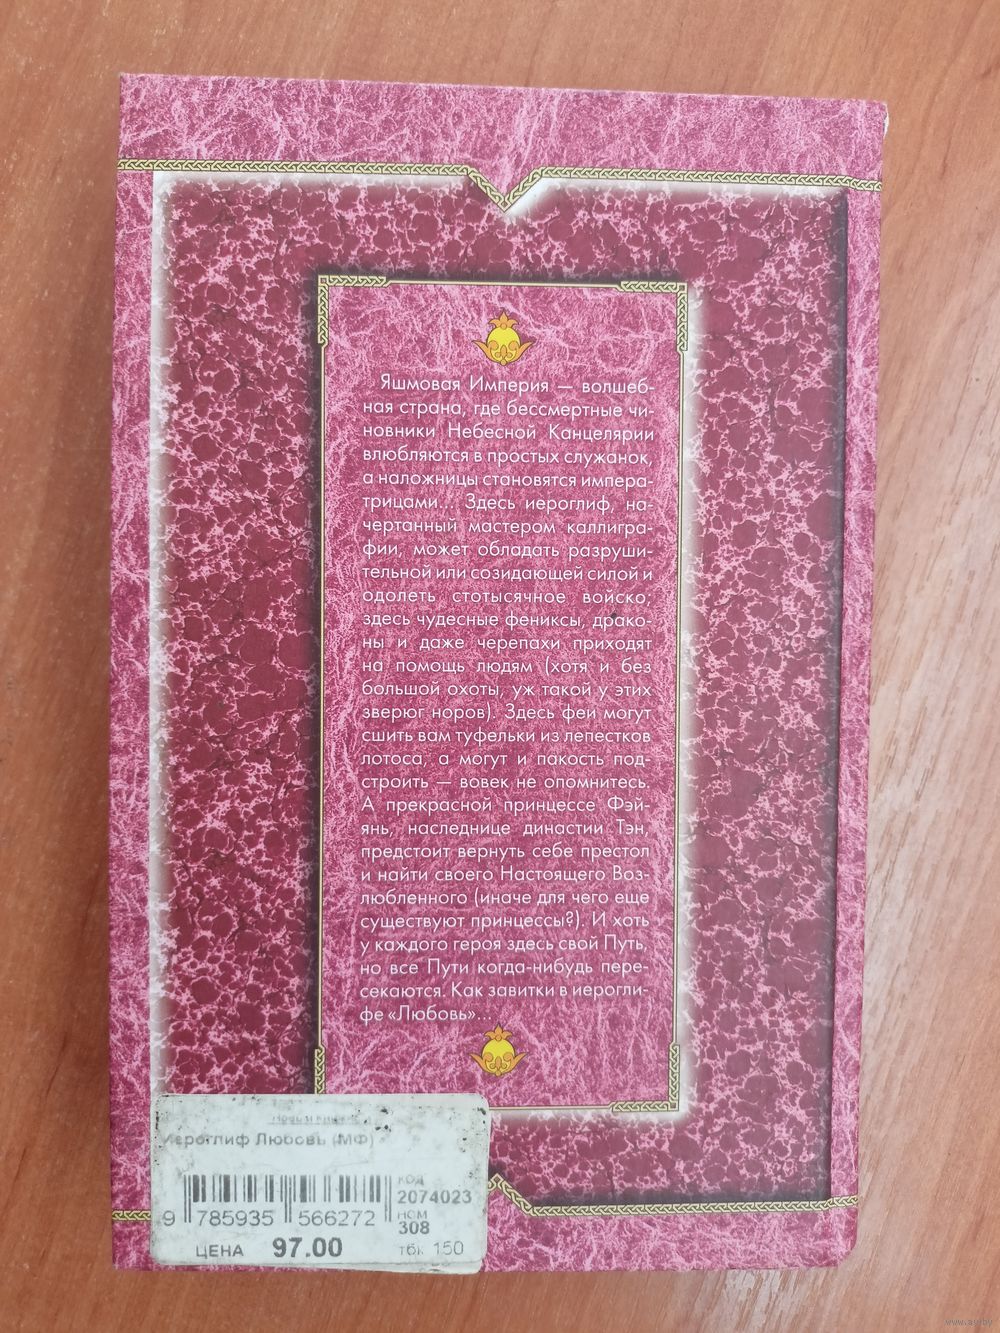 Яшмовая Империя — волшеб-
ная страна, где бессмертные чи-
новники Небесной Канцелярии
влюбляются в простых служанок,
а наложницы становятся импера-
трицами... Здесь иероглиф, на-
чертанный мастером каллигра-
фии, может обладать разруши-
тельной или созидающей силой и
одолеть стотысячное войско;
здесь чудесные фениксы, драко-
ны и даже черепахи приходят
на помощь людям (хотя и без
большой охоты, уж такой у этих
зверюг норов). Здесь феи могут
сшить вам туфельки из лепестков
лотоса, а могут и пакость под-
строить — вовек не опомнитесь.
А прекрасной принцессе Фэй-
янь, наследнице династии Тэн,
предстоит вернуть себе престол
и найти своего Настоящего Воз-
любленного (иначе для чего еще
существуют принцессы?). И хоть
у каждого героя здесь свой Путь,
но все Пути когда-нибудь пере-
секаются. Как завитки в иерогли-
фе «Любовь»...
Иероглиф Любовь (МФ)
код
2074023
9 785935 566272
ном
308
ЦЕНА 97.00
тбк 150
www.ay.by